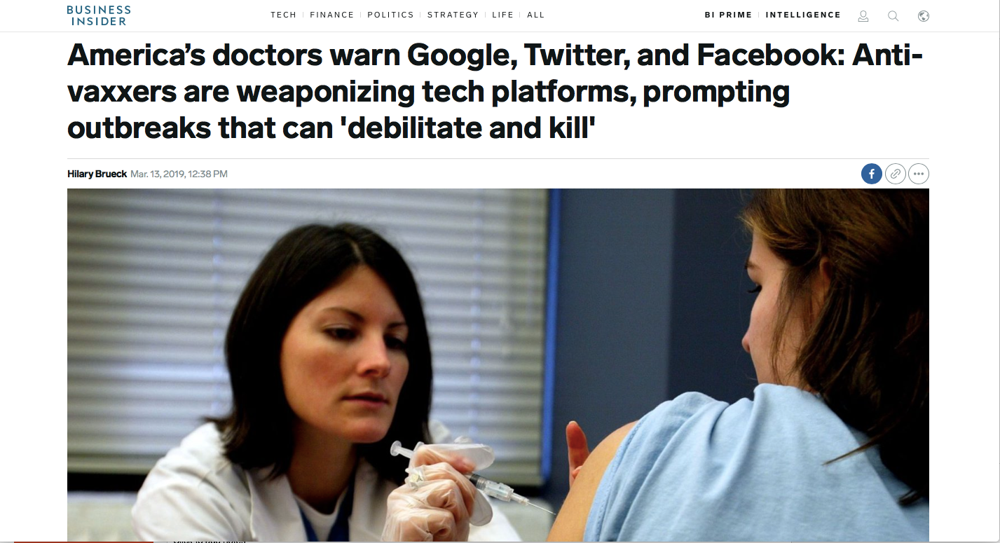 BUSINESS
INSIDER
TECH FINANCE POLITICS STRATEGY LIFE ALL
BI PRIME INTELLIGENCE
America’s doctors warn Google, Twitter, and Facebook: Anti-
vaxxers are weaponizing tech platforms, prompting
outbreaks that can 'debilitate and kill'
Hilary Brueck Mar. 13, 2019, 12:38 PM